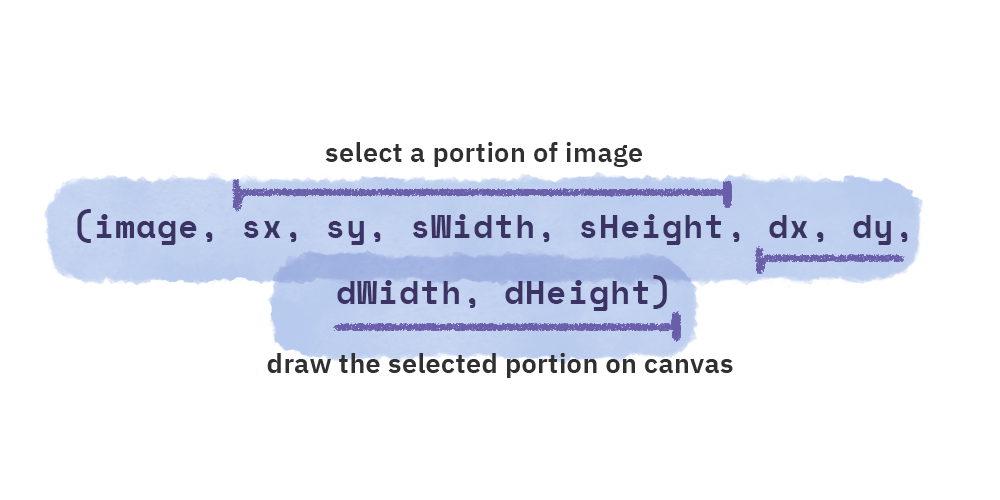 select a portion of image
(image, sx, sy, sWidth, sHeight, dx, dy,
dWidth, dHeight)
draw the selected portion on canvas